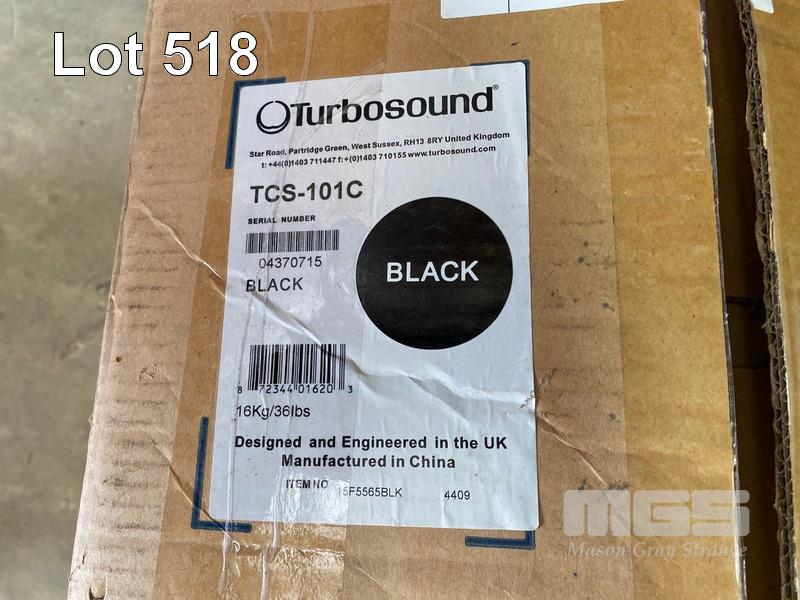 Lot 518
Turbosound®
Star Road, Partridge Green, West Sussex, RH13 8RY United Kingdom
t:+44(0)1403 711447 f:+(0)1403 710155 www.turbosound.com
TCS-101C
SERIAL NUMBER
04370715
BLACK
BLACK
8 72344 01620 3
16Kg/36lbs
Designed and Engineered in the UK
Manufactured in China
ITEM NO 15F5565BLK 4409
MGS
Mason Gray Strange